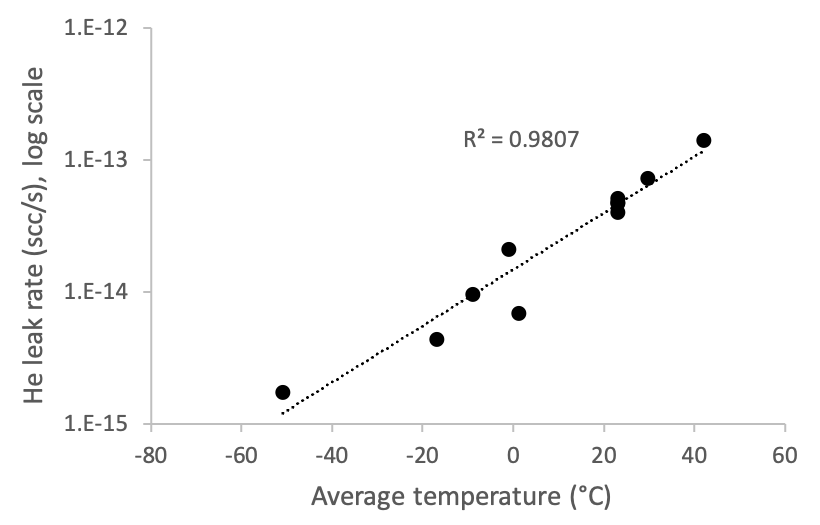 1.E-12
R² = 0.9807
1.E-13
He leak rate (scc/s), log scale
1.E-14
1.E-15
-80 -60 -40 -20 0 20 40 60
Average temperature (°C)